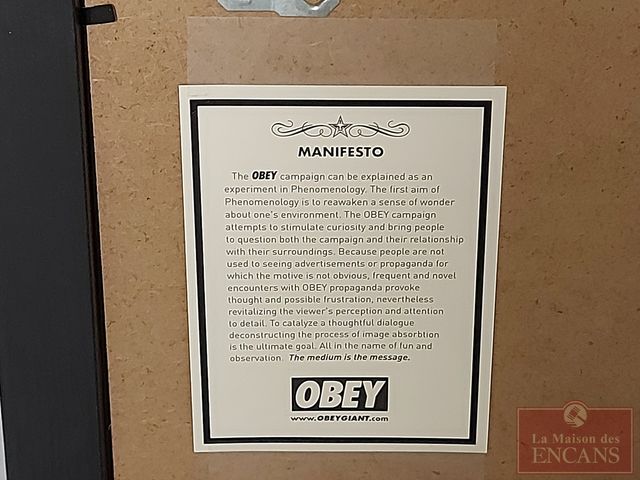 MANIFESTO
The OBEY campaign can be explained as an
experiment in Phenomenology. The first aim of
Phenomenology is to reawaken a sense of wonder
about one's environment. The OBEY campaign
attempts to stimulate curiosity and bring people
to question both the campaign and their relationship
with their surroundings. Because people are not
used to seeing advertisements or propaganda for
which the motive is not obvious, frequent and novel
encounters with OBEY propaganda provoke
thought and possible frustration, nevertheless
revitalizing the viewer's perception and attention
to detail. To catalyze a thoughtful dialogue
deconstructing the process of image absorbtion
is the ultimate goal. All in the name of fun and
observation. The medium is the message.
OBEY
www.OBEYGIANT.com
La Maison des
ENCANS